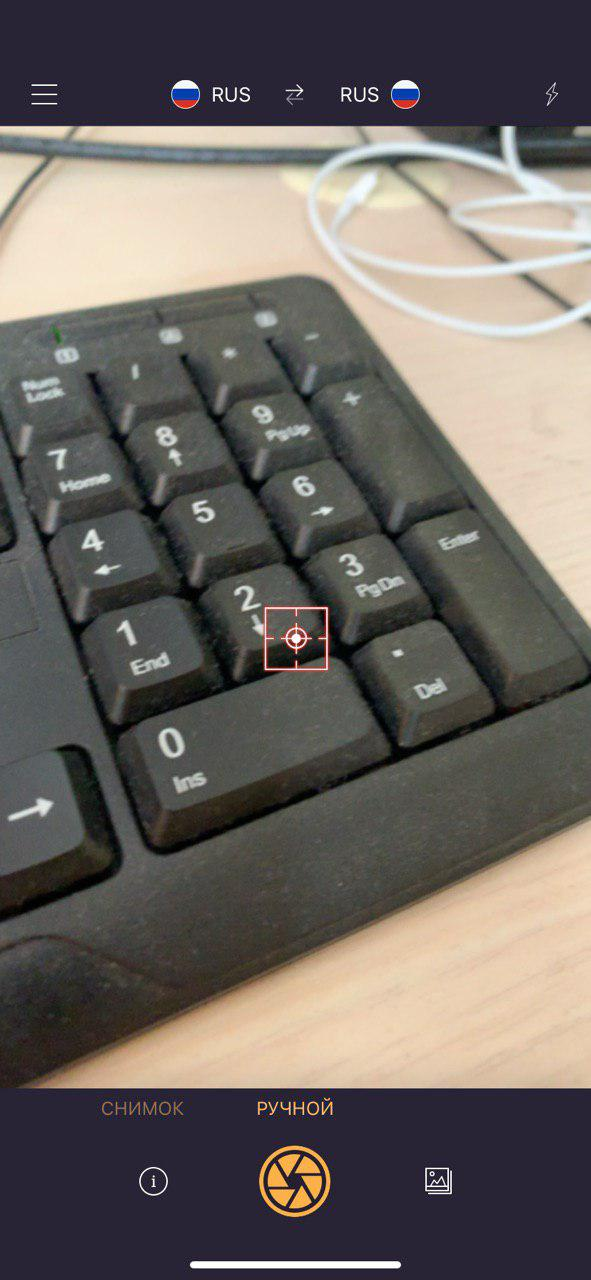 RUS
RUS
Num
Lock
/
*
-
7
Home
8
↑
9
PgUp
+
4
←
5
6
→
1
End
2
↓
3
PgDn
Enter
0
Ins
.
Del
→
СНИМОК
РУЧНОЙ